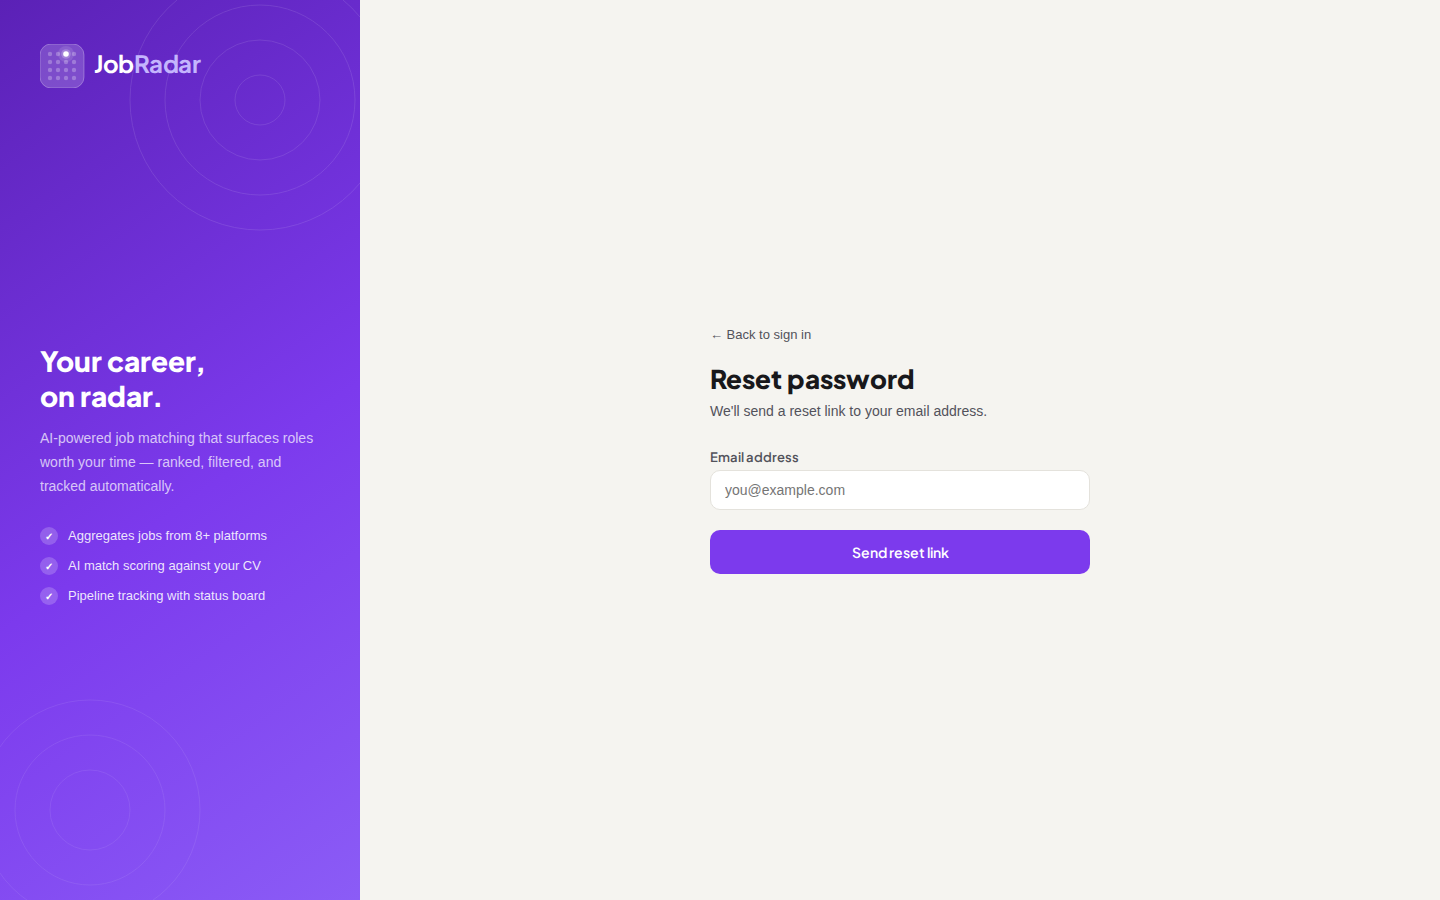 JobRadar
Your career,
on radar.
AI-powered job matching that surfaces roles
worth your time — ranked, filtered, and
tracked automatically.
✓ Aggregates jobs from 8+ platforms
✓ AI match scoring against your CV
✓ Pipeline tracking with status board
← Back to sign in
Reset password
We'll send a reset link to your email address.
Email address
you@example.com
Send reset link